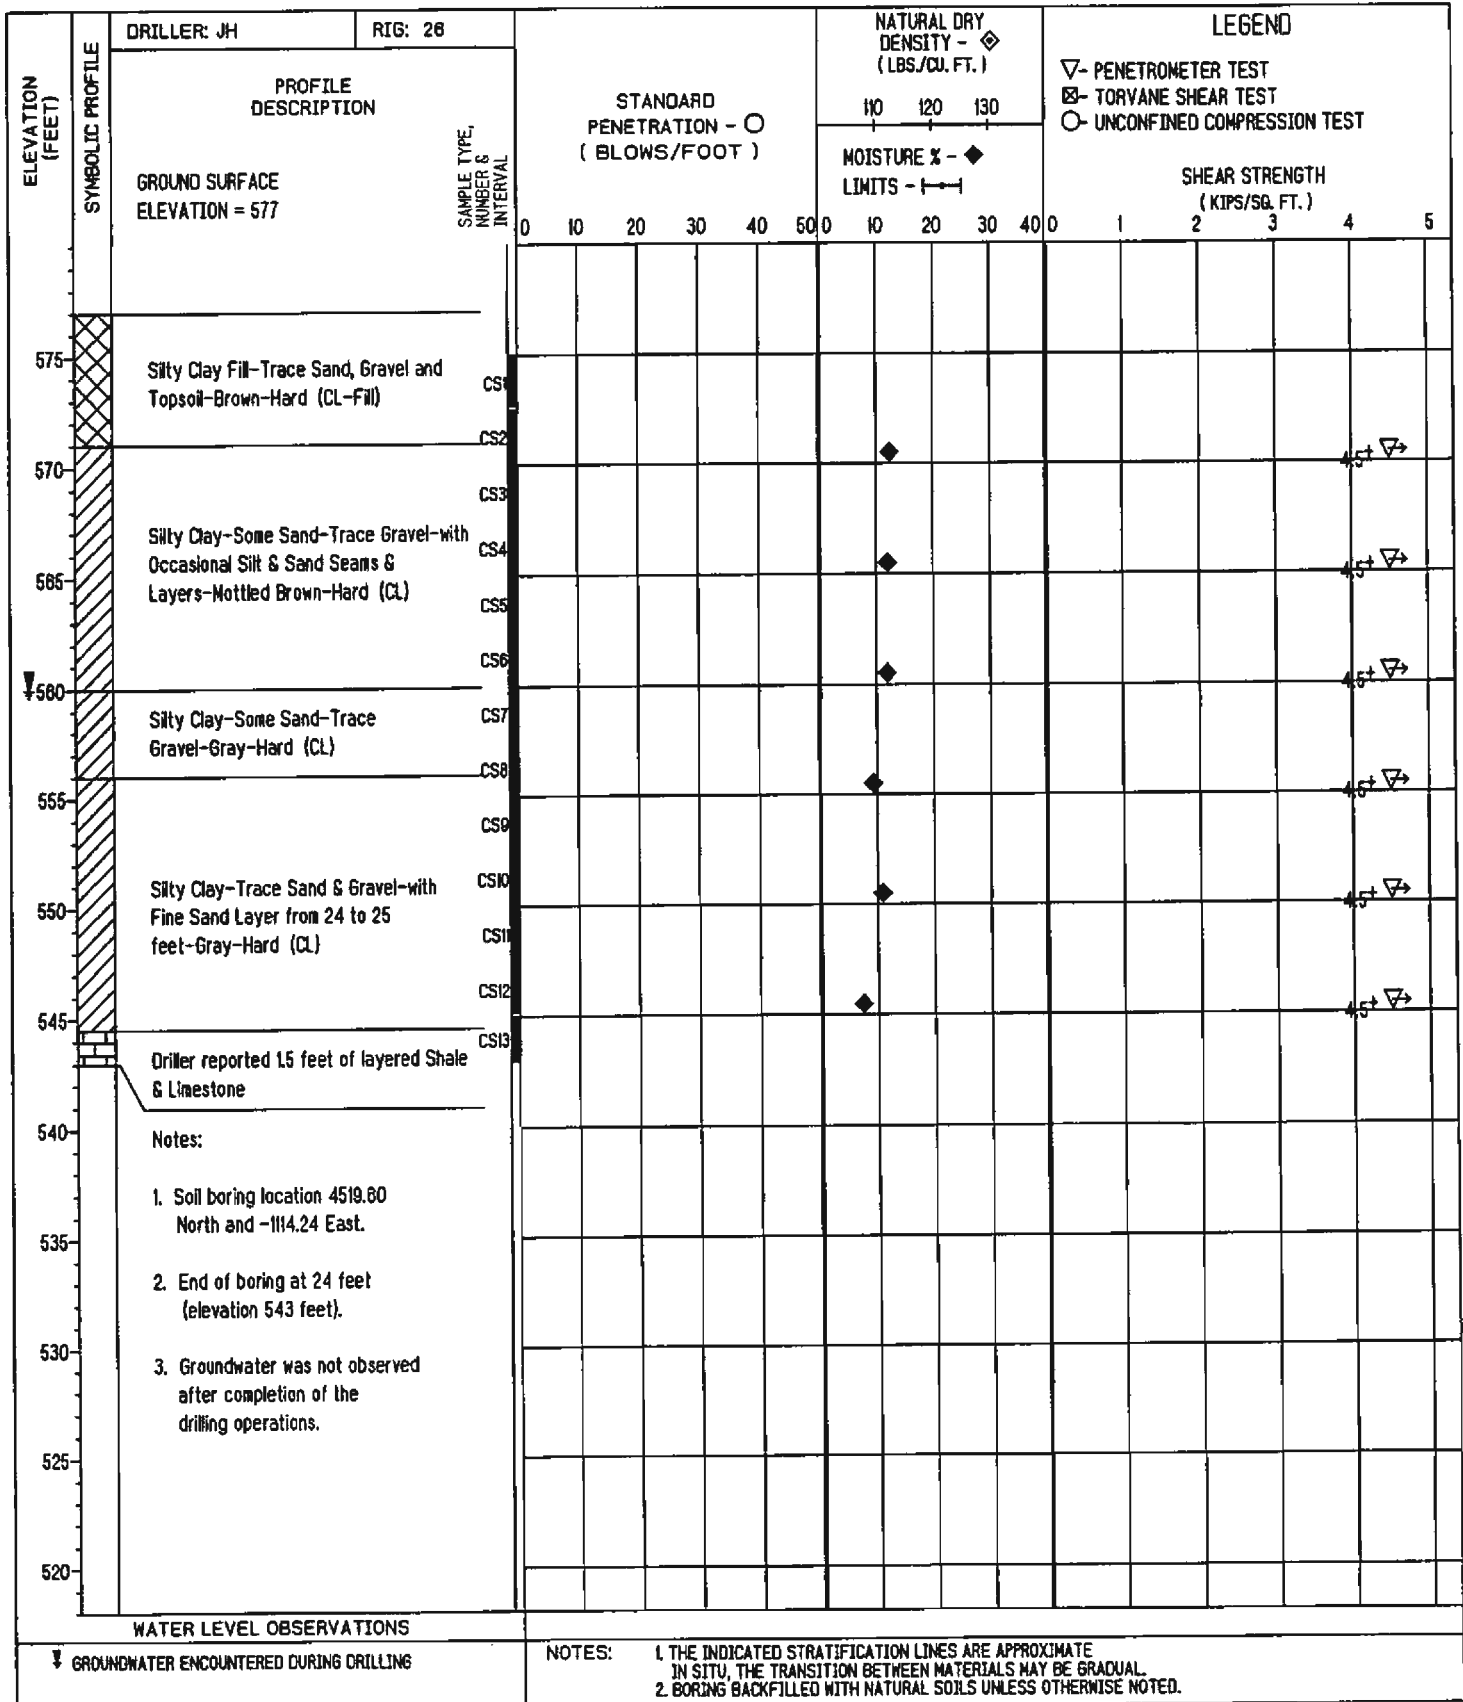 DRILLER: JH
RIG: 26
ELEVATION
(FEET)
SYMBOLIC PROFILE
PROFILE
DESCRIPTION
GROUND SURFACE
ELEVATION = 577
SAMPLE TYPE,
NUMBER &
INTERVAL
STANDARD
PENETRATION - O
( BLOWS/FOOT )
0 10 20 30 40 50
NATURAL DRY
DENSITY -
( LBS./CU. FT. )
110 120 130
MOISTURE % - ◆
LIMITS -
0 10 20 30 40
LEGEND
▽- PENETROMETER TEST
⊠- TORVANE SHEAR TEST
O- UNCONFINED COMPRESSION TEST
SHEAR STRENGTH
( KIPS/SQ. FT. )
0 1 2 3 4 5
575
Silty Clay Fill-Trace Sand, Gravel and
Topsoil-Brown-Hard (CL-Fill)
CS1
CS2
4.5+
570
CS3
Silty Clay-Some Sand-Trace Gravel-with
Occasional Silt & Sand Seams &
Layers-Mottled Brown-Hard (CL)
CS4
4.5+
565
CS5
CS6
4.5+
560
Silty Clay-Some Sand-Trace
Gravel-Gray-Hard (CL)
CS7
CS8
4.5+
555
CS9
Silty Clay-Trace Sand & Gravel-with
Fine Sand Layer from 24 to 25
feet-Gray-Hard (CL)
CS10
4.5+
550
CS11
CS12
4.5+
545
CS13
Driller reported 1.5 feet of layered Shale
& Limestone
540
Notes:
1. Soil boring location 4519.60
North and -1114.24 East.
535
2. End of boring at 24 feet
(elevation 543 feet).
530
3. Groundwater was not observed
after completion of the
drilling operations.
525
520
WATER LEVEL OBSERVATIONS
GROUNDWATER ENCOUNTERED DURING DRILLING
NOTES: 1. THE INDICATED STRATIFICATION LINES ARE APPROXIMATE
IN SITU, THE TRANSITION BETWEEN MATERIALS MAY BE GRADUAL.
2. BORING BACKFILLED WITH NATURAL SOILS UNLESS OTHERWISE NOTED.